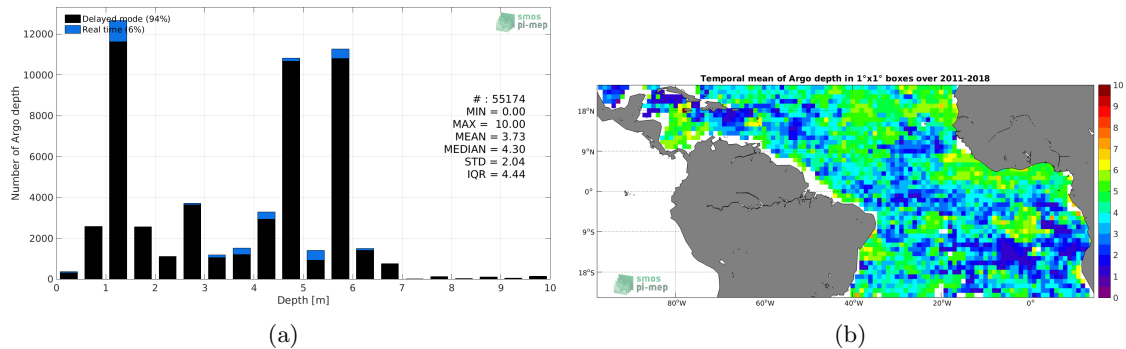 Delayed mode (94%)
Real time (6%)
smos
pi-mep
Number of Argo depth
12000
10000
8000
6000
4000
2000
0
# : 55174
MIN = 0.00
MAX = 10.00
MEAN = 3.73
MEDIAN = 4.30
STD = 2.04
IQR = 4.44
0 1 2 3 4 5 6 7 8 9 10
Depth [m]
(a)
Temporal mean of Argo depth in 1°x1° boxes over 2011-2018
18°N
9°N
0°
9°S
18°S
smos
pi-mep
80°W 60°W 40°W 20°W 0°
10
9
8
7
6
5
4
3
2
1
0
(b)